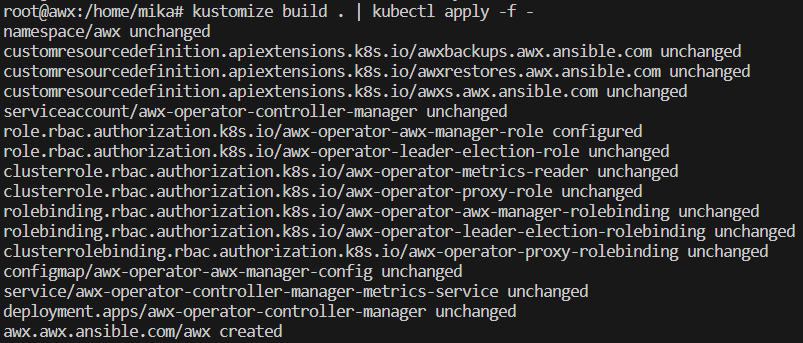 root@awx:/home/mika# kustomize build . | kubectl apply -f -
namespace/awx unchanged
customresourcedefinition.apiextensions.k8s.io/awxbackups.awx.ansible.com unchanged
customresourcedefinition.apiextensions.k8s.io/awxrestores.awx.ansible.com unchanged
customresourcedefinition.apiextensions.k8s.io/awxs.awx.ansible.com unchanged
serviceaccount/awx-operator-controller-manager unchanged
role.rbac.authorization.k8s.io/awx-operator-awx-manager-role configured
role.rbac.authorization.k8s.io/awx-operator-leader-election-role unchanged
clusterrole.rbac.authorization.k8s.io/awx-operator-metrics-reader unchanged
clusterrole.rbac.authorization.k8s.io/awx-operator-proxy-role unchanged
rolebinding.rbac.authorization.k8s.io/awx-operator-awx-manager-rolebinding unchanged
rolebinding.rbac.authorization.k8s.io/awx-operator-leader-election-rolebinding unchanged
clusterrolebinding.rbac.authorization.k8s.io/awx-operator-proxy-rolebinding unchanged
configmap/awx-operator-awx-manager-config unchanged
service/awx-operator-controller-manager-metrics-service unchanged
deployment.apps/awx-operator-controller-manager unchanged
awx.awx.ansible.com/awx created